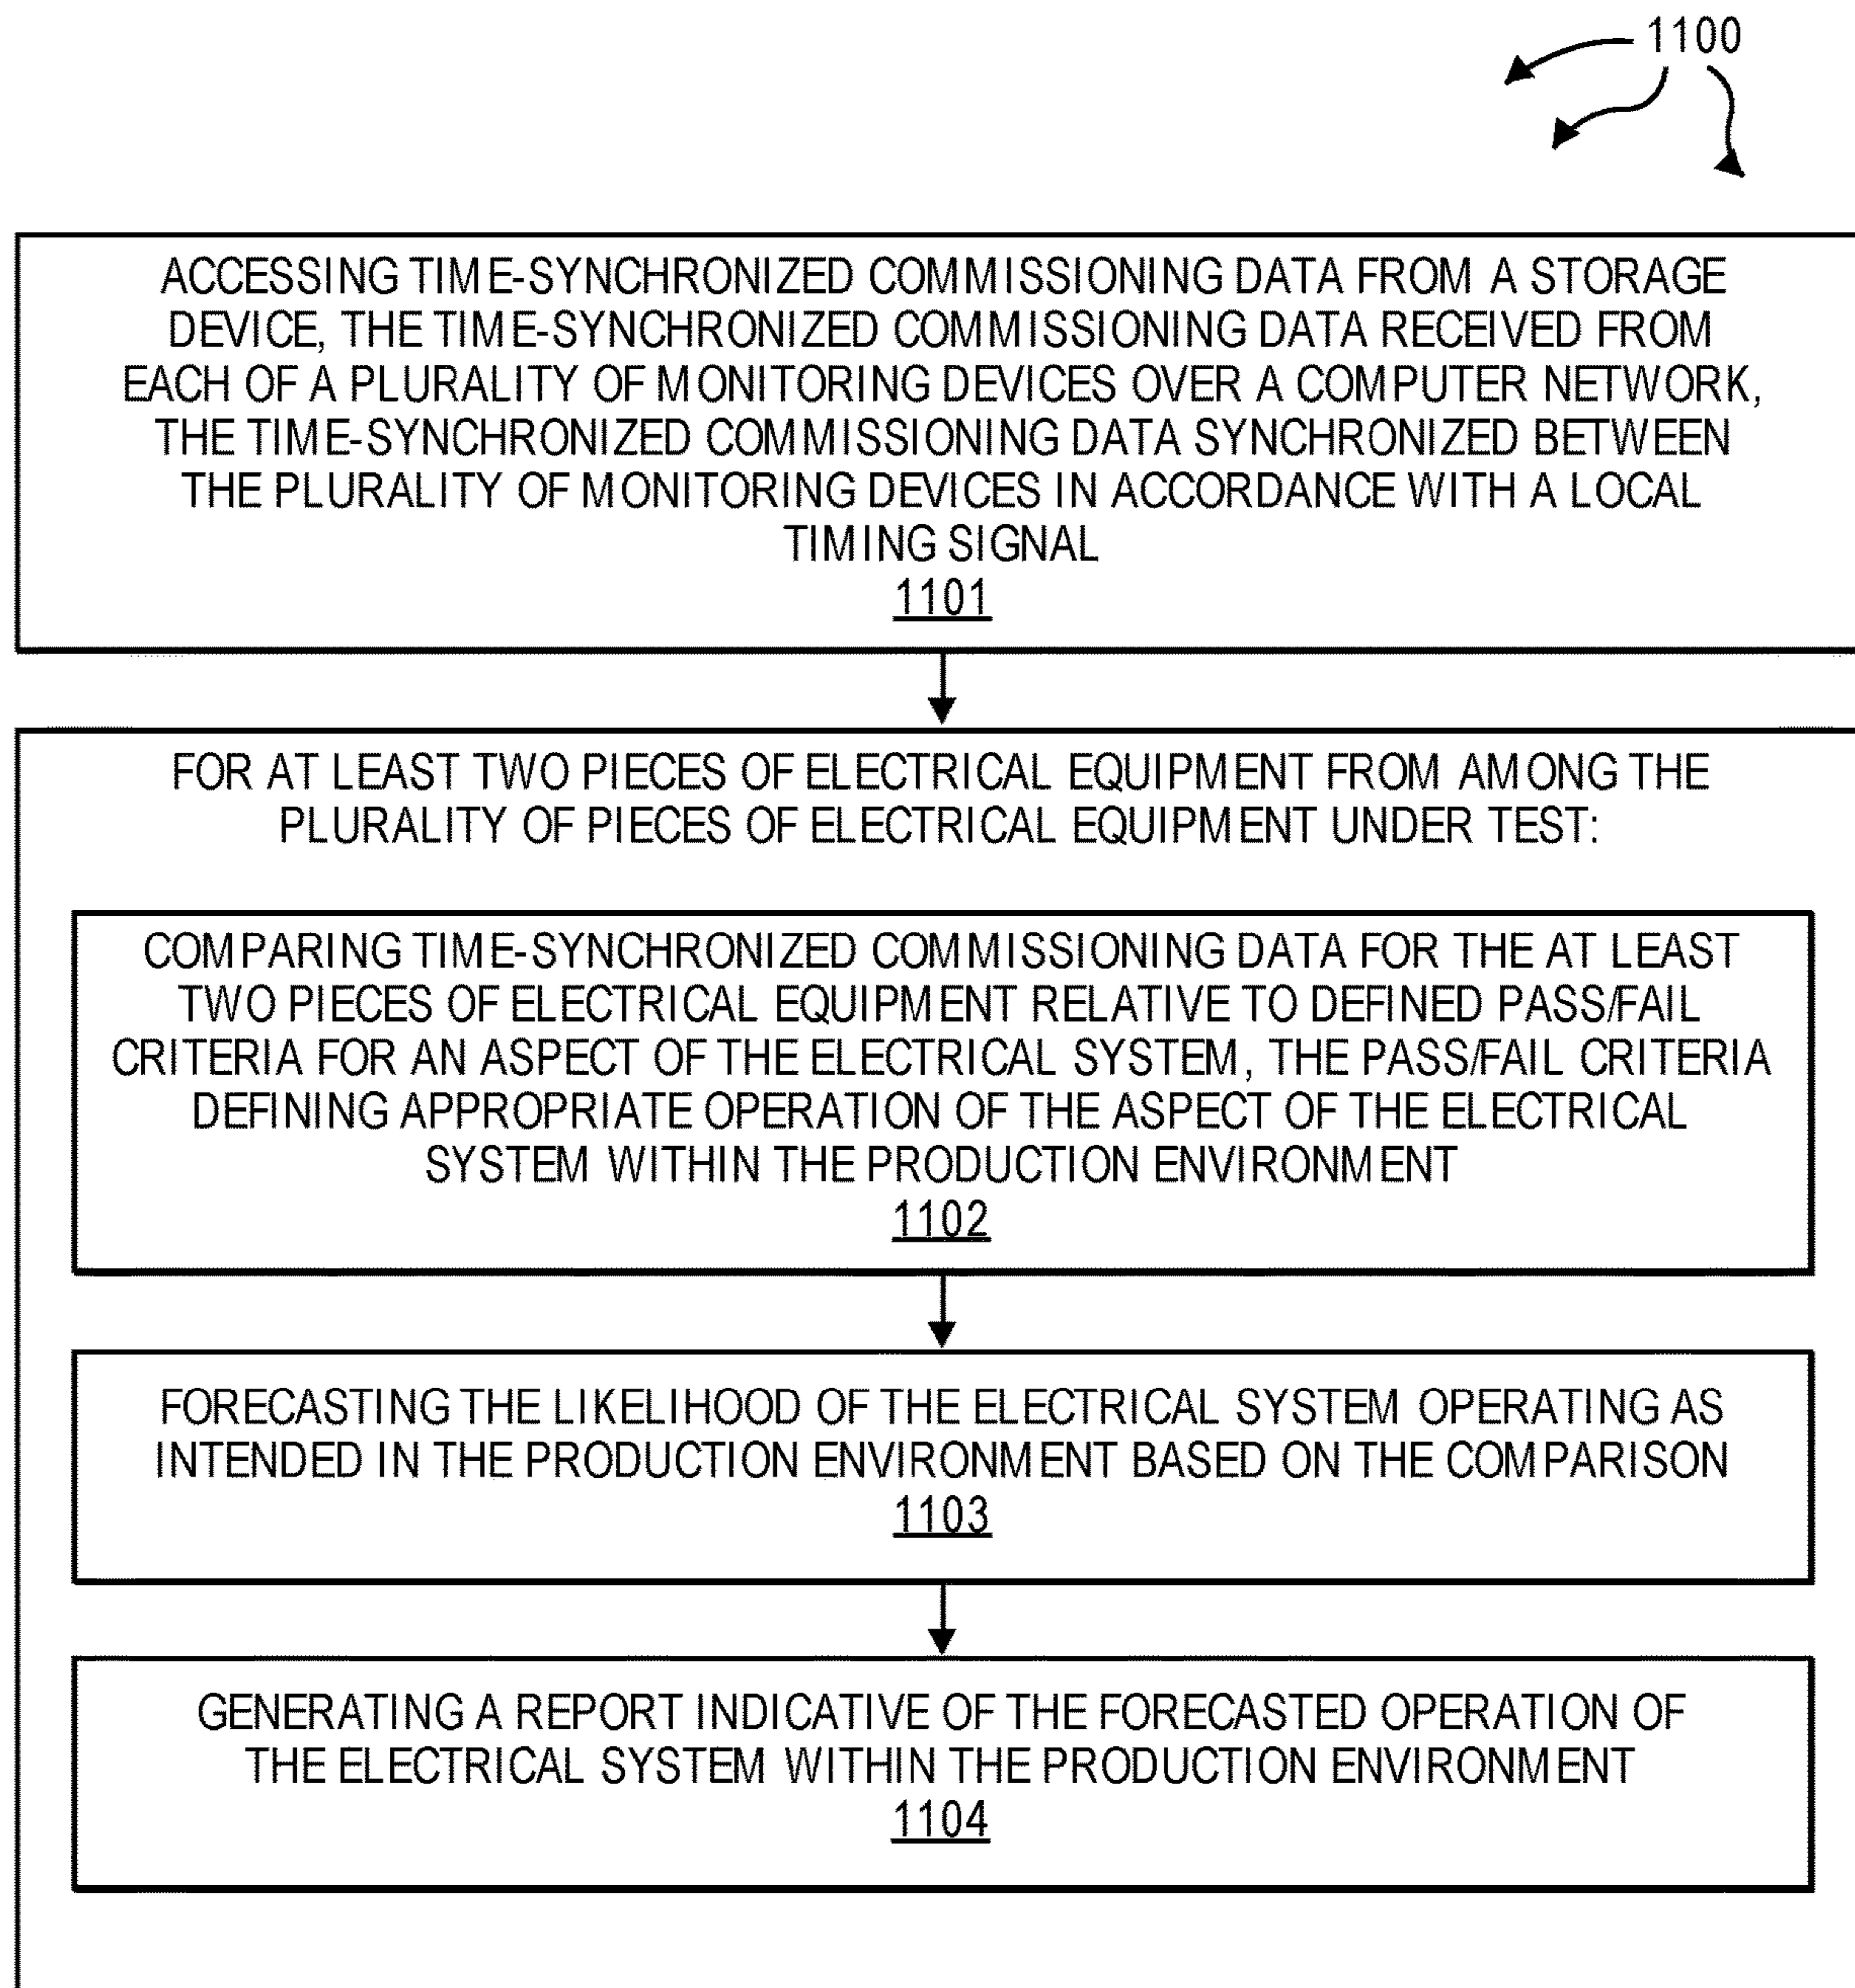 1100
ACCESSING TIME-SYNCHRONIZED COMMISSIONING DATA FROM A STORAGE
DEVICE, THE TIME-SYNCHRONIZED COMMISSIONING DATA RECEIVED FROM
EACH OF A PLURALITY OF MONITORING DEVICES OVER A COMPUTER NETWORK,
THE TIME-SYNCHRONIZED COMMISSIONING DATA SYNCHRONIZED BETWEEN
THE PLURALITY OF MONITORING DEVICES IN ACCORDANCE WITH A LOCAL
TIMING SIGNAL
1101
FOR AT LEAST TWO PIECES OF ELECTRICAL EQUIPMENT FROM AMONG THE
PLURALITY OF PIECES OF ELECTRICAL EQUIPMENT UNDER TEST:
COMPARING TIME-SYNCHRONIZED COMMISSIONING DATA FOR THE AT LEAST
TWO PIECES OF ELECTRICAL EQUIPMENT RELATIVE TO DEFINED PASS/FAIL
CRITERIA FOR AN ASPECT OF THE ELECTRICAL SYSTEM, THE PASS/FAIL CRITERIA
DEFINING APPROPRIATE OPERATION OF THE ASPECT OF THE ELECTRICAL
SYSTEM WITHIN THE PRODUCTION ENVIRONMENT
1102
FORECASTING THE LIKELIHOOD OF THE ELECTRICAL SYSTEM OPERATING AS
INTENDED IN THE PRODUCTION ENVIRONMENT BASED ON THE COMPARISON
1103
GENERATING A REPORT INDICATIVE OF THE FORECASTED OPERATION OF
THE ELECTRICAL SYSTEM WITHIN THE PRODUCTION ENVIRONMENT
1104